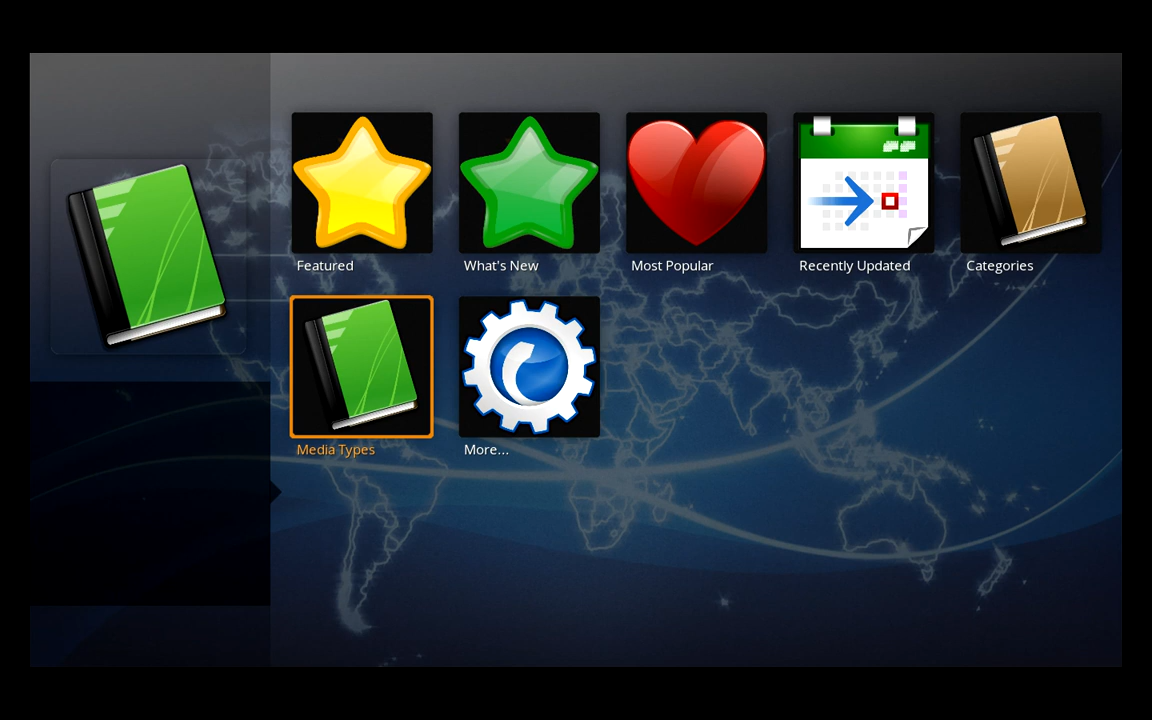 Featured
What's New
Most Popular
Recently Updated
Categories
Media Types
More...